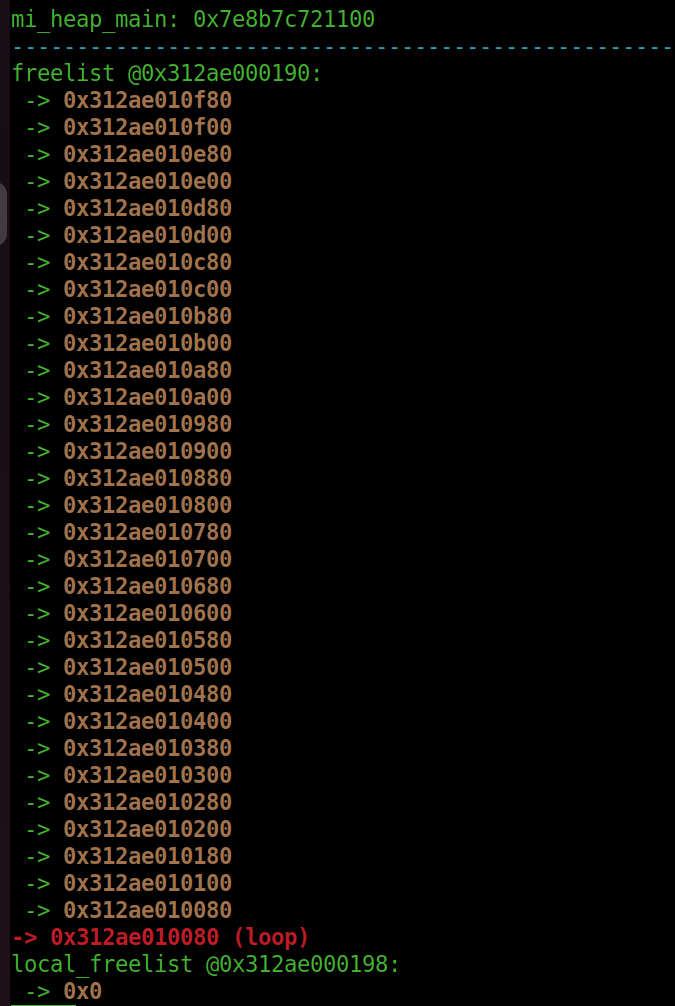 mi_heap_main: 0x7e8b7c721100
---------------------------------------------------
freelist @0x312ae000190:
-> 0x312ae010f80
-> 0x312ae010f00
-> 0x312ae010e80
-> 0x312ae010e00
-> 0x312ae010d80
-> 0x312ae010d00
-> 0x312ae010c80
-> 0x312ae010c00
-> 0x312ae010b80
-> 0x312ae010b00
-> 0x312ae010a80
-> 0x312ae010a00
-> 0x312ae010980
-> 0x312ae010900
-> 0x312ae010880
-> 0x312ae010800
-> 0x312ae010780
-> 0x312ae010700
-> 0x312ae010680
-> 0x312ae010600
-> 0x312ae010580
-> 0x312ae010500
-> 0x312ae010480
-> 0x312ae010400
-> 0x312ae010380
-> 0x312ae010300
-> 0x312ae010280
-> 0x312ae010200
-> 0x312ae010180
-> 0x312ae010100
-> 0x312ae010080
-> 0x312ae010080 (loop)
local_freelist @0x312ae000198:
-> 0x0